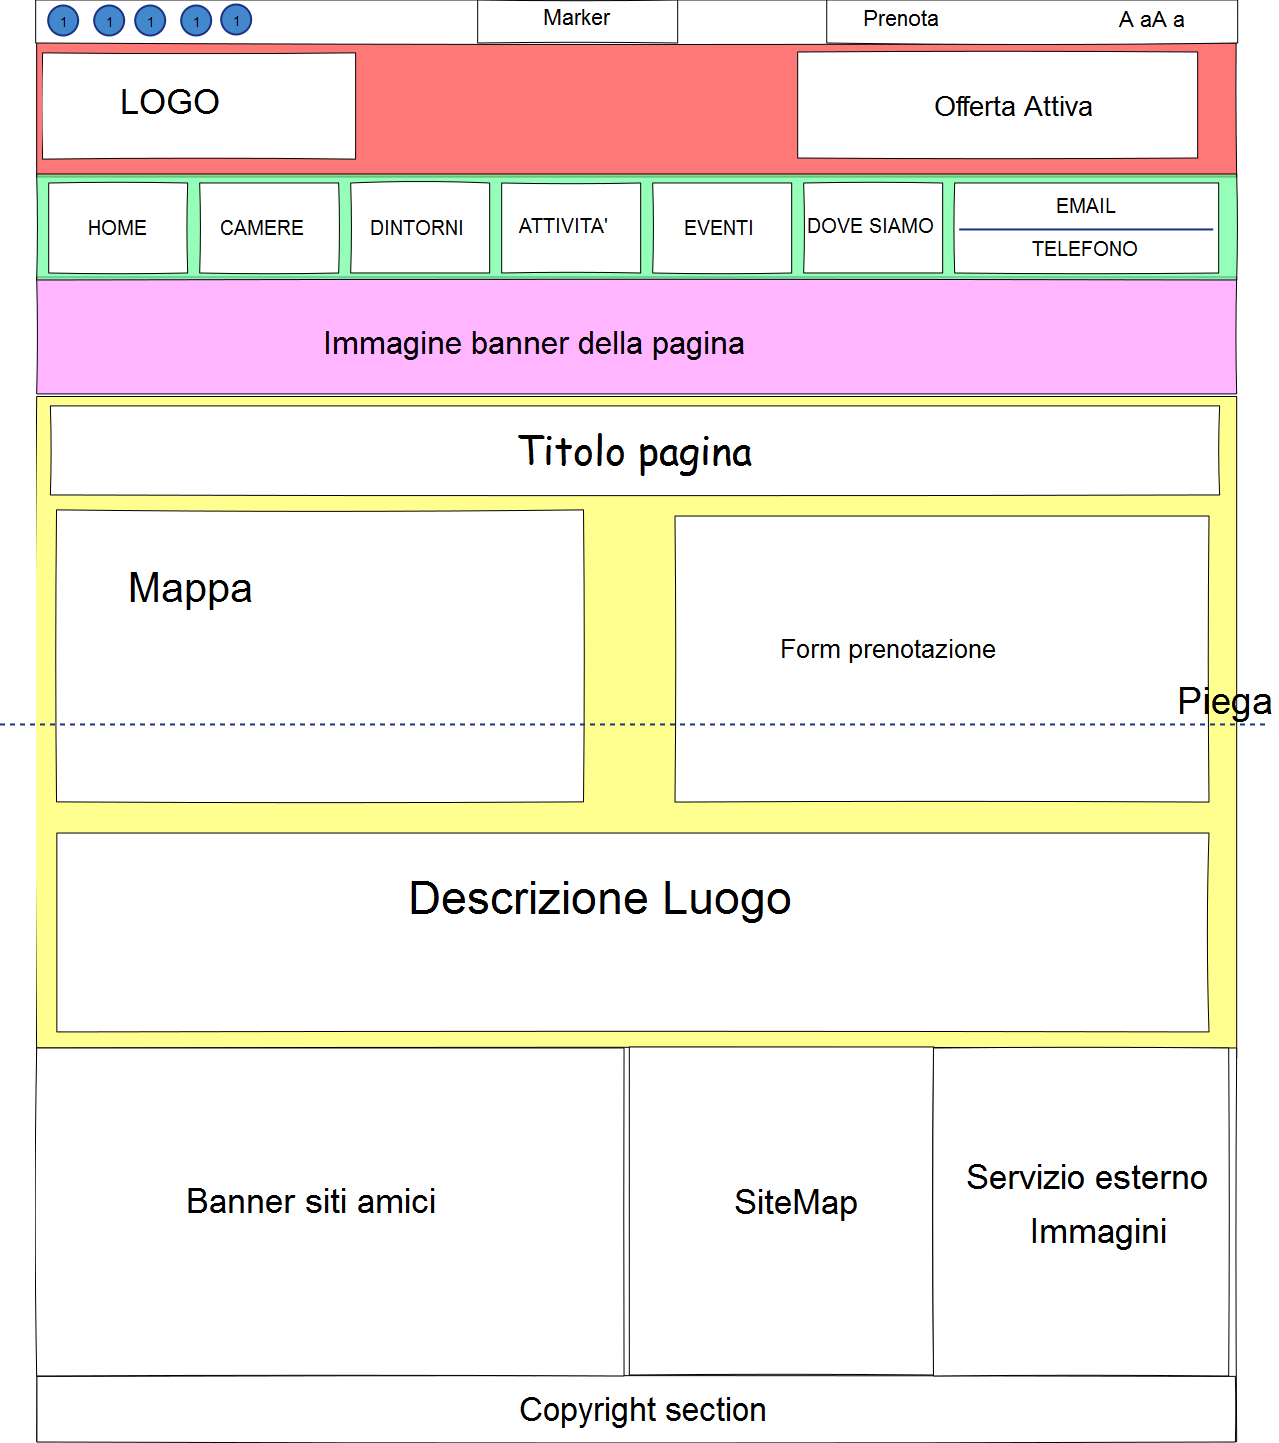 1 1 1 1 1 Marker Prenota A aA a
LOGO Offerta Attiva
HOME CAMERE DINTORNI ATTIVITA' EVENTI DOVE SIAMO EMAIL
TELEFONO
Immagine banner della pagina
Titolo pagina
Mappa
Form prenotazione
Piega
Descrizione Luogo
Banner siti amici SiteMap Servizio esterno
Immagini
Copyright section